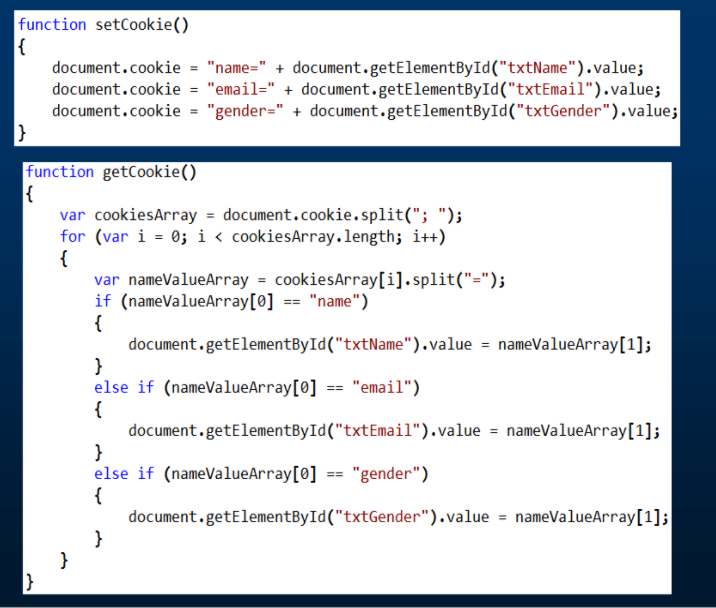 function setCookie()
{
    document.cookie = "name=" + document.getElementById("txtName").value;
    document.cookie = "email=" + document.getElementById("txtEmail").value;
    document.cookie = "gender=" + document.getElementById("txtGender").value;
}
function getCookie()
{
    var cookiesArray = document.cookie.split("; ");
    for (var i = 0; i < cookiesArray.length; i++)
    {
        var nameValueArray = cookiesArray[i].split("=");
        if (nameValueArray[0] == "name")
        {
            document.getElementById("txtName").value = nameValueArray[1];
        }
        else if (nameValueArray[0] == "email")
        {
            document.getElementById("txtEmail").value = nameValueArray[1];
        }
        else if (nameValueArray[0] == "gender")
        {
            document.getElementById("txtGender").value = nameValueArray[1];
        }
    }
}